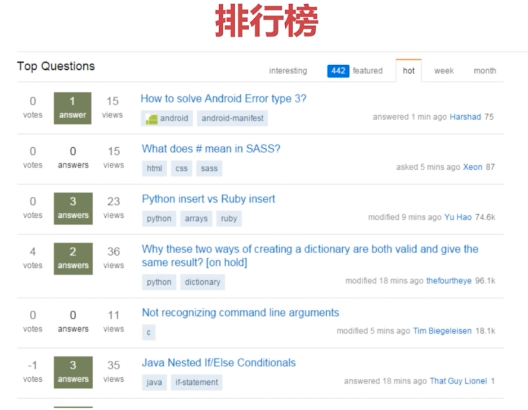 排行榜
Top Questions
interesting 442 featured hot week month
0 1 15 How to solve Android Error type 3?
votes answer views android android-manifest answered 1 min ago Harshad 75
0 0 15 What does # mean in SASS?
votes answers views html css sass asked 5 mins ago Xeon 87
0 3 23 Python insert vs Ruby insert
votes answers views python arrays ruby modified 9 mins ago Yu Hao 74.6k
4 2 36 Why these two ways of creating a dictionary are both valid and give the
votes answers views same result? [on hold]
python dictionary modified 18 mins ago thefourtheye 96.1k
0 0 11 Not recognizing command line arguments
votes answers views c modified 5 mins ago Tim Biegeleisen 18.1k
-1 3 35 Java Nested If/Else Conditionals
votes answers views java if-statement answered 18 mins ago That Guy Lionel 1